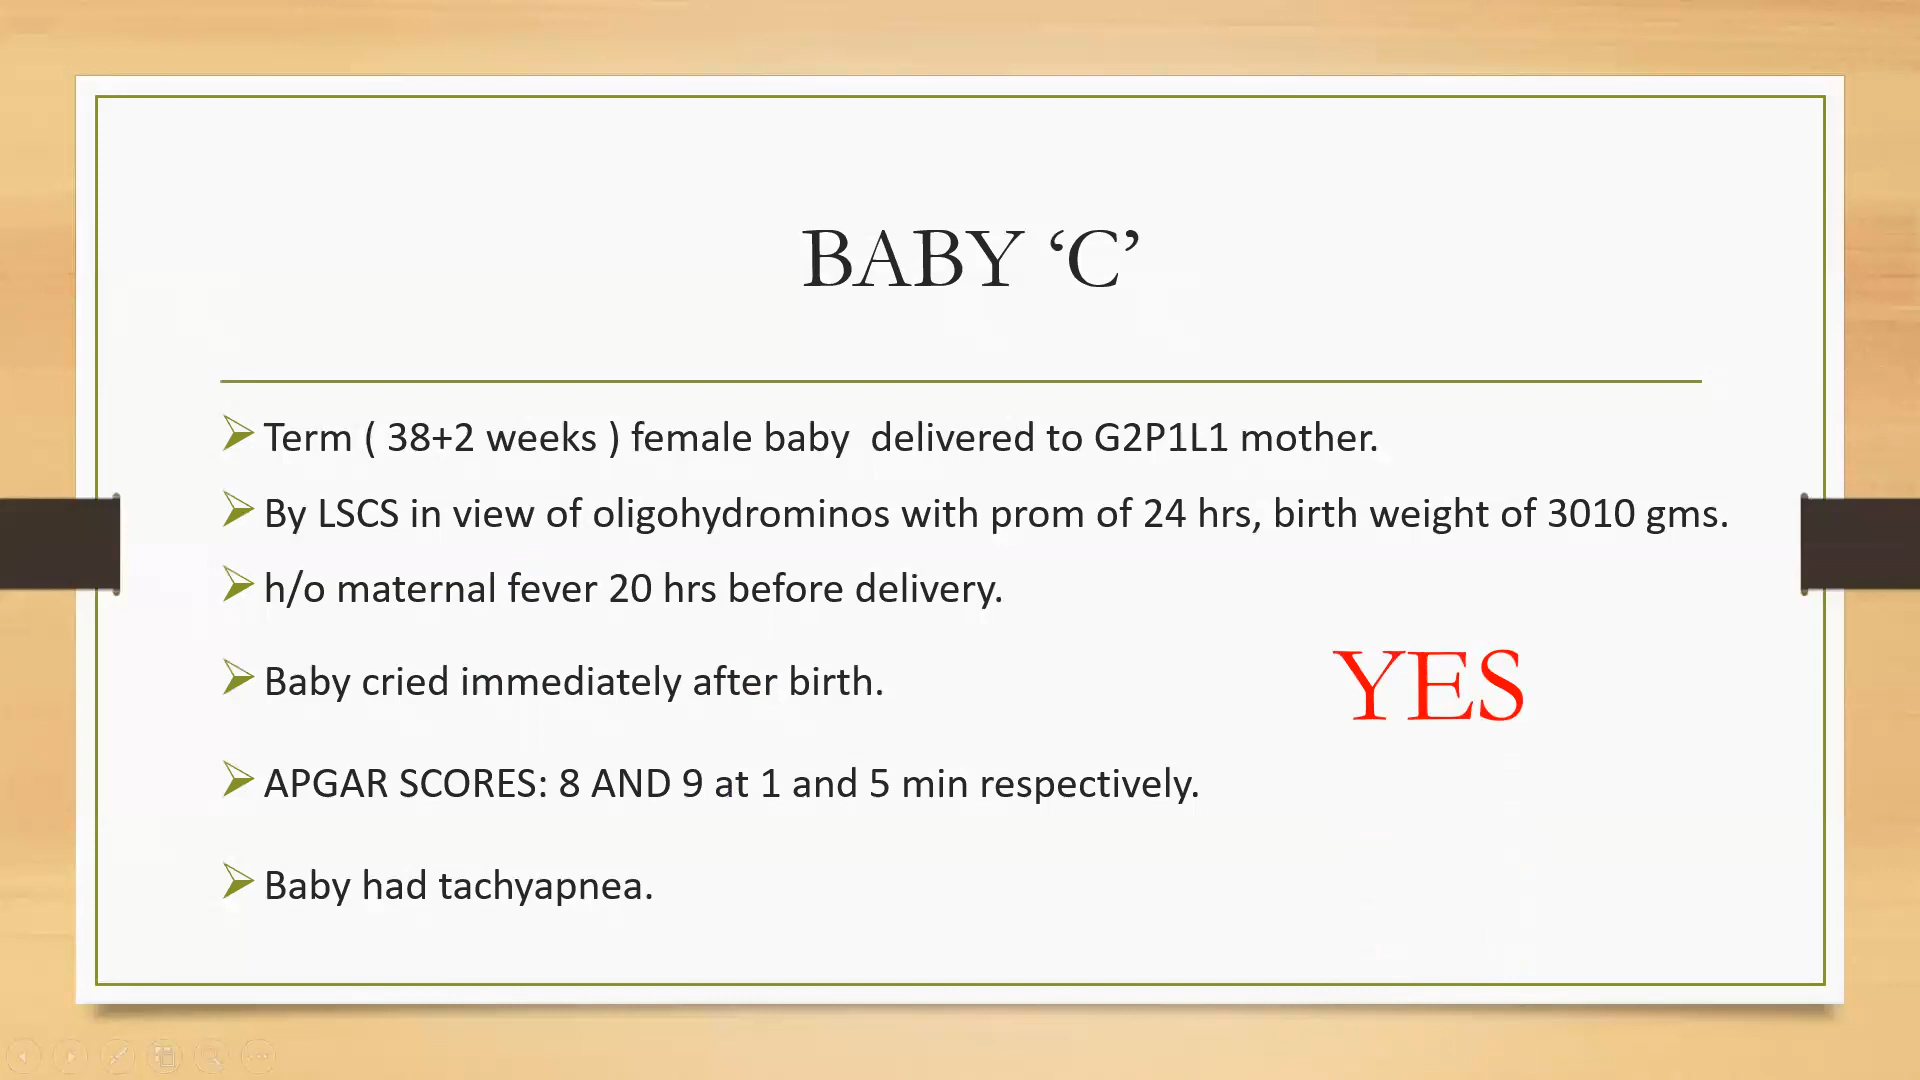 BABY ‘C’
Term ( 38+2 weeks ) female baby delivered to G2P1L1 mother.
By LSCS in view of oligohydrominos with prom of 24 hrs, birth weight of 3010 gms.
h/o maternal fever 20 hrs before delivery.
Baby cried immediately after birth.
YES
APGAR SCORES: 8 AND 9 at 1 and 5 min respectively.
Baby had tachyapnea.